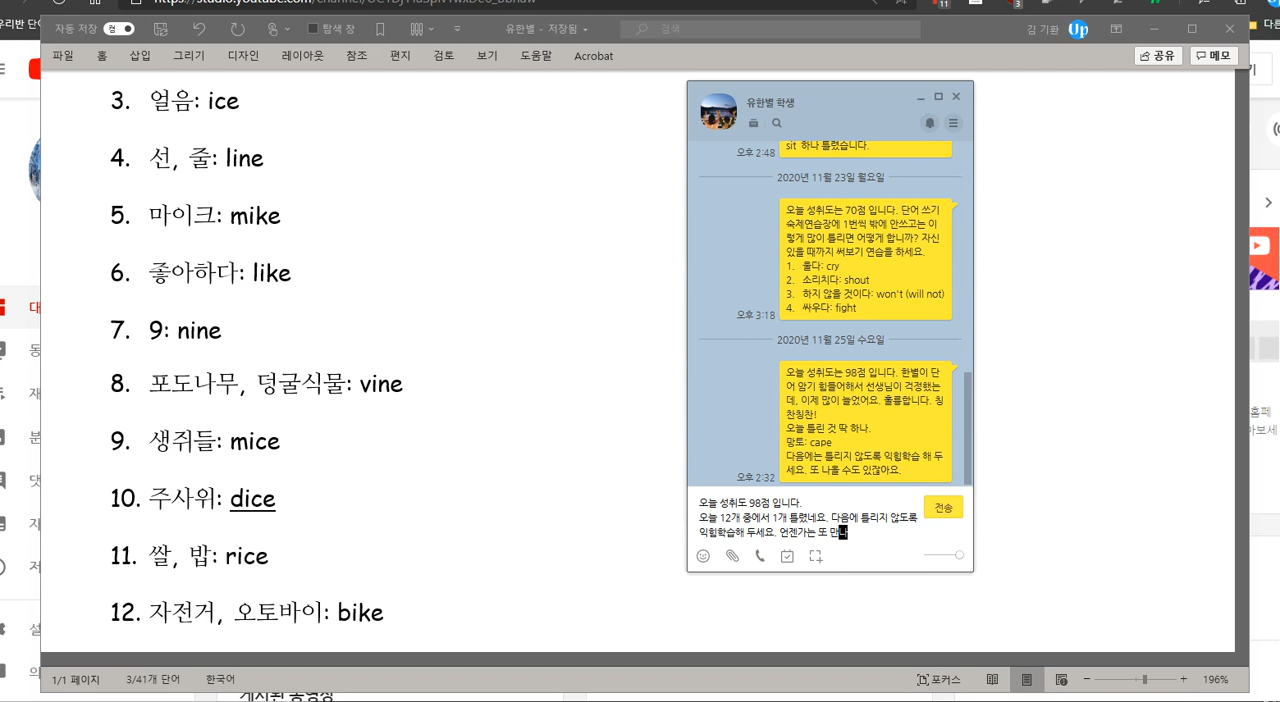 우리반 단어
자동 저장
탐색 창
유한별 - 저장됨
검색
김 기환
Up
파일
홈
삽입
그리기
디자인
레이아웃
참조
편지
검토
보기
도움말
Acrobat
공유
메모
3. 얼음: ice
4. 선, 줄: line
5. 마이크: mike
6. 좋아하다: like
7. 9: nine
8. 포도나무, 덩굴식물: vine
9. 생쥐들: mice
10. 주사위: dice
11. 쌀, 밥: rice
12. 자전거, 오토바이: bike
유한별 학생
sit 하나 틀렸습니다.
오후 2:48
2020년 11월 23일 월요일
오늘 성취도는 70점 입니다. 단어 쓰기
숙제연습장에 1번씩 밖에 안쓰고는 이
렇게 많이 틀리면 어떻게 합니까? 자신
있을 때까지 써보기 연습을 하세요.
1. 울다: cry
2. 소리치다: shout
3. 하지 않을 것이다: won't (will not)
4. 싸우다: fight
오후 3:18
2020년 11월 25일 수요일
오늘 성취도는 98점 입니다. 한별이 단
어 암기 힘들어해서 선생님이 걱정했는
데, 이제 많이 늘었어요. 훌륭합니다. 칭
찬칭찬!
오늘 틀린 것 딱 하나.
망토: cape
다음에는 틀리지 않도록 익힘학습 해 두
세요. 또 나올 수도 있잖아요.
오후 2:32
오늘 성취도 98점 입니다.
오늘 12개 중에서 1개 틀렸네요. 다음에 틀리지 않도록
익힘학습해 두세요. 언젠가는 또 만나
전송
1/1 페이지
3/41개 단어
한국어
포커스
196%